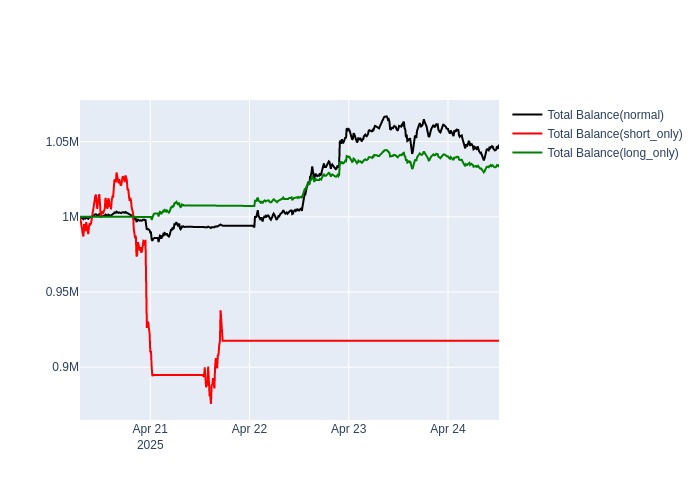 Total Balance(normal)
Total Balance(short_only)
Total Balance(long_only)
1.05M
1M
0.95M
0.9M
Apr 21
2025
Apr 22
Apr 23
Apr 24